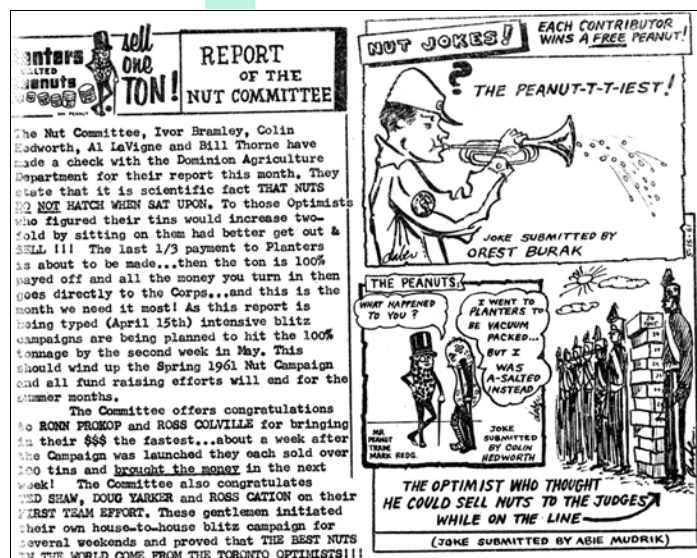 anters
ALTED
eanuts
MR. PEANUT
sell
one
TON!
REPORT
OF THE
NUT COMMITTEE
The Nut Committee, Ivor Bramley, Colin
Hedworth, Al LaVigne and Bill Thorne have
made a check with the Dominion Agriculture
Department for their report this month. They
state that it is scientific fact THAT NUTS
DO NOT HATCH WHEN SAT UPON. To those Optimists
who figured their tins would increase two-
fold by sitting on them had better get out &
SELL !!! The last 1/3 payment to Planters
is about to be made...then the ton is 100%
payed off and all the money you turn in then
goes directly to the Corps...and this is the
month we need it most! As this report is
being typed (April 15th) intensive blitz
campaigns are being planned to hit the 100%
tonnage by the second week in May. This
should wind up the Spring 1961 Nut Campaign
and all fund raising efforts will end for the
summer months.
The Committee offers congratulations
to RONN PROKOP and ROSS COLVILLE for bringing
in their $$$ the fastest...about a week after
the Campaign was launched they each sold over
100 tins and brought the money in the next
week! The Committee also congratulates
TED SHAW, DOUG YARKER and ROSS CATION on their
FIRST TEAM EFFORT. These gentlemen initiated
their own house-to-house blitz campaign for
several weekends and proved that THE BEST NUTS
IN THE WORLD COME FROM THE TORONTO OPTIMISTS!!!
NUT JOKES!
EACH CONTRIBUTOR
WINS A FREE PEANUT!
?
THE PEANUT-T-T-IEST!
JOKE SUBMITTED BY
OREST BURAK
THE PEANUTS
WHAT HAPPENED
TO YOU ?
I WENT TO
PLANTERS TO
BE VACUUM
PACKED...
BUT I
WAS
A-SALTED
INSTEAD
MR.
PEANUT
TRADE
MARK REDG.
JOKE
SUBMITTED
BY COLIN
HEDWORTH
THE OPTIMIST WHO THOUGHT
HE COULD SELL NUTS TO THE JUDGES
WHILE ON THE LINE
(JOKE SUBMITTED BY ABIE MUDRIK)